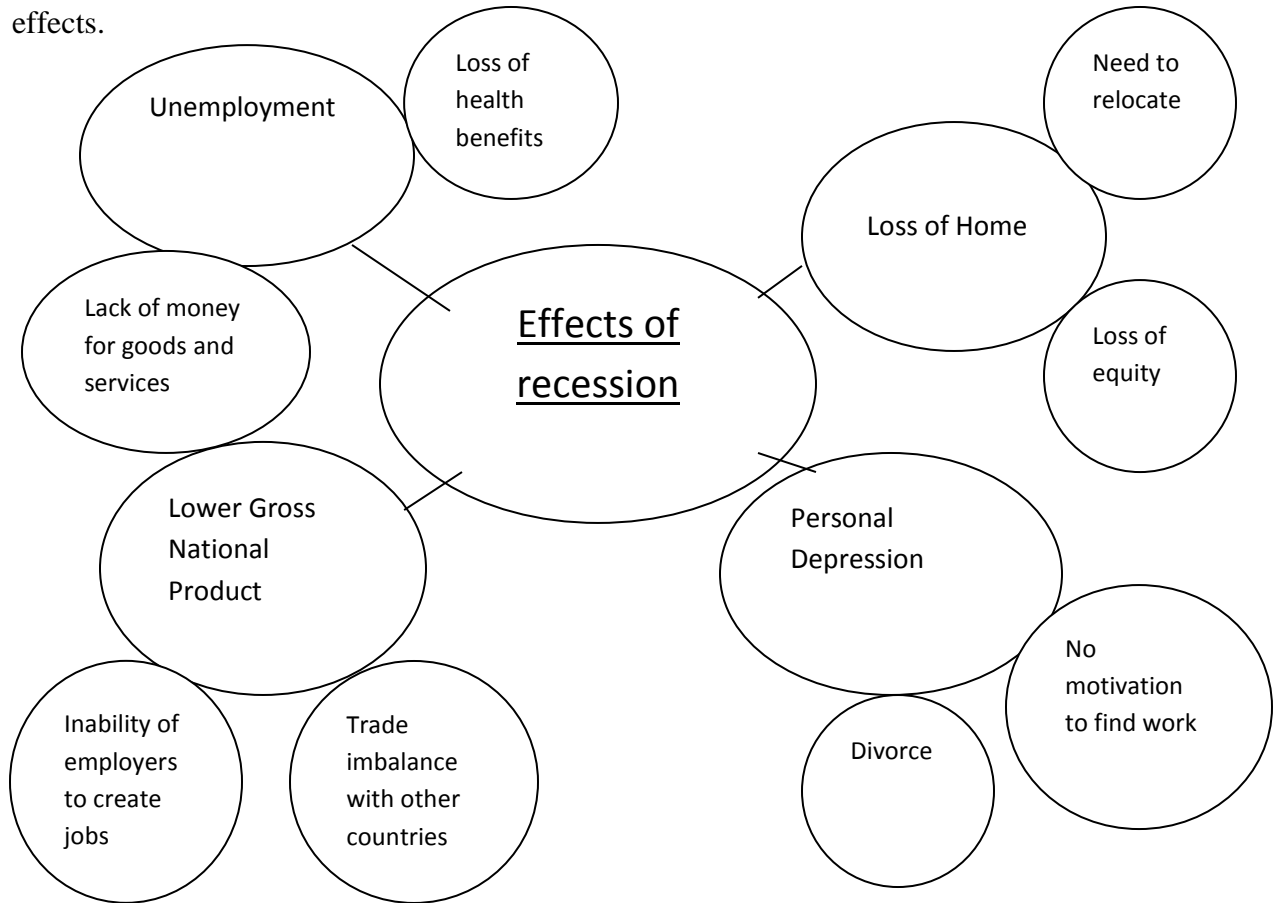 effects.
Unemployment
Loss of
health
benefits
Need to
relocate
Loss of Home
Lack of money
for goods and
services
Effects of
recession
Loss of
equity
Lower Gross
National
Product
Personal
Depression
No
motivation
to find work
Inability of
employers
to create
jobs
Trade
imbalance
with other
countries
Divorce